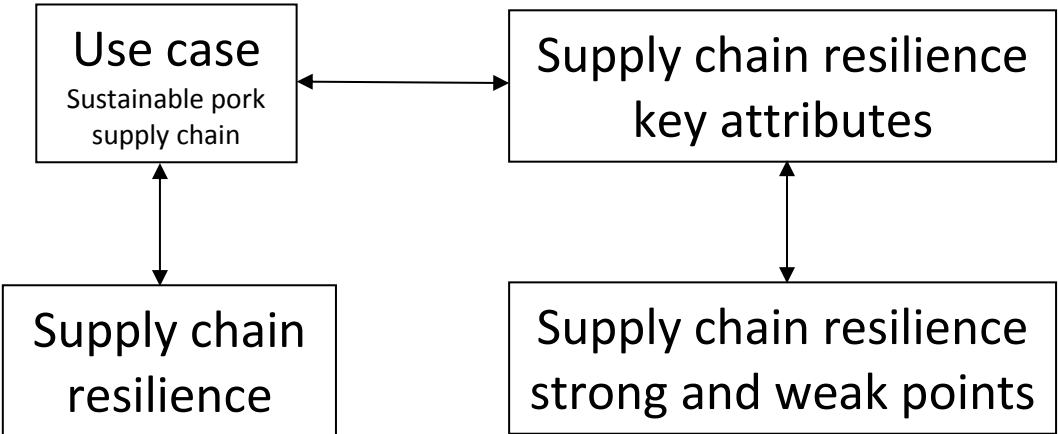 Use case
Sustainable pork
supply chain
Supply chain resilience
key attributes
Supply chain
resilience
Supply chain resilience
strong and weak points